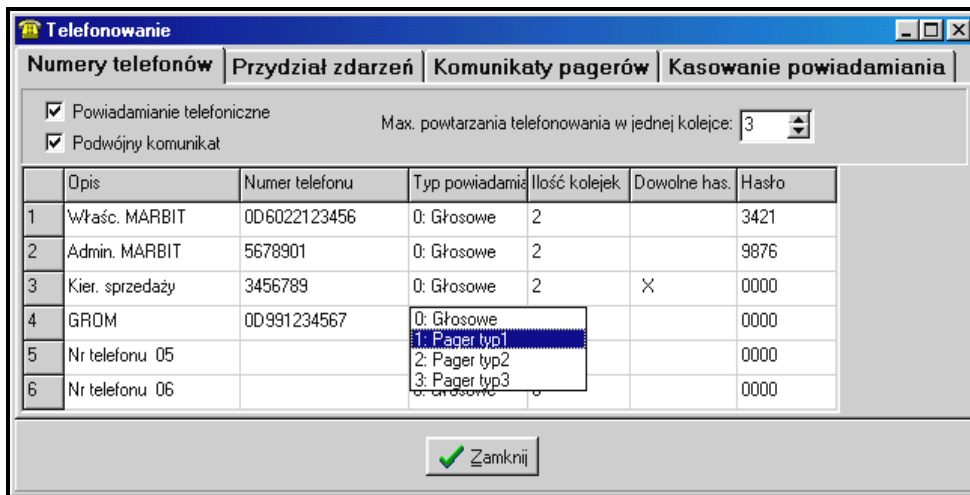 Telefonowanie
Numery telefonów Przydział zdarzeń Komunikaty pagerów Kasowanie powiadamiania
Powiadamianie telefoniczne
Max. powtarzania telefonowania w jednej kolejce: 3
Podwójny komunikat
Opis Numer telefonu Typ powiadamia Ilość kolejek Dowolne has. Hasło
1 Właśc. MARBIT 0D6022123456 0: Głosowe 2 3421
2 Admin. MARBIT 5678901 0: Głosowe 2 9876
3 Kier. sprzedaży 3456789 0: Głosowe 2 X 0000
4 GROM 0D991234567 0: Głosowe 0000
1: Pager typ1
5 Nr telefonu 05 2: Pager typ2 0000
3: Pager typ3
6 Nr telefonu 06 0000
Zamknij